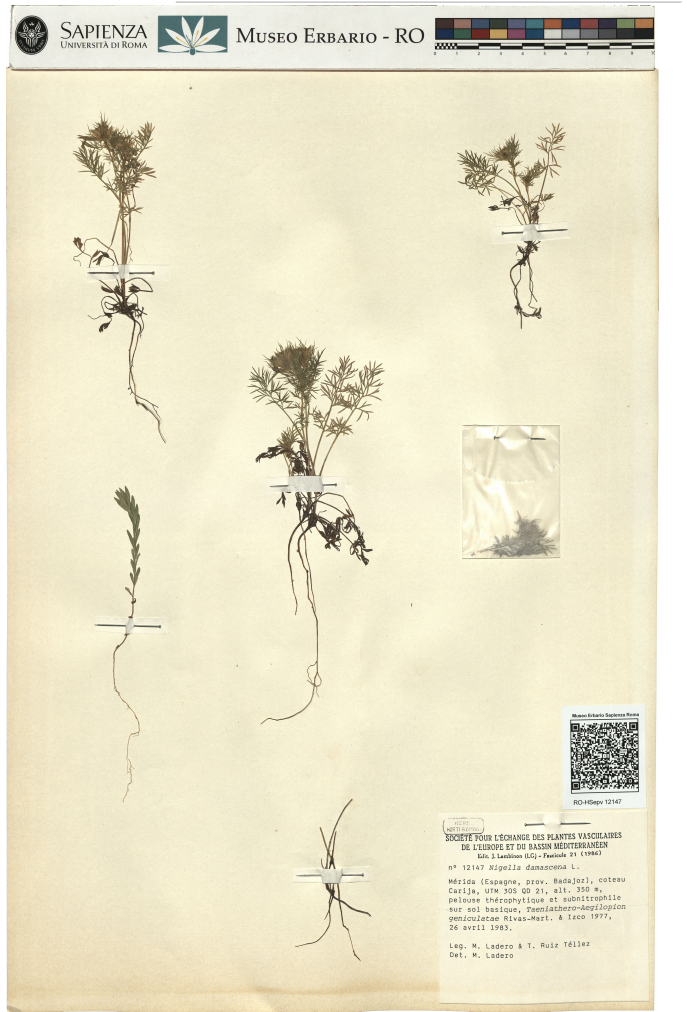 SAPIENZA
UNIVERSITÀ DI ROMA
MUSEO ERBARIO - RO
Museo Erbario Sapienza Roma
RO-HSepv 12147
SOCIÉTÉ POUR L'ÉCHANGE DES PLANTES VASCULAIRES
DE L'EUROPE ET DU BASSIN MÉDITERRANÉEN
Edit. J. Lambinon (LG) - Fascicule 21 (1986)
n° 12147 Nigella damascena L.
Mérida (Espagne, prov. Badajoz), coteau
Carija, UTM 30S QD 21, alt. 350 m,
pelouse thérophytique et subnitrophile
sur sol basique, Taeniathero-Aegilopion
geniculatae Rivas-Mart. & Izco 1977,
26 avril 1983.
Leg. M. Ladero & T. Ruiz Téllez
Det. M. Ladero